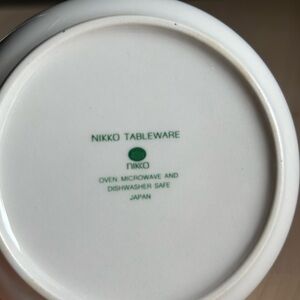 NIKKO TABLEWARE
NIKKO
OVEN MICROWAVE AND
DISHWASHER SAFE
JAPAN